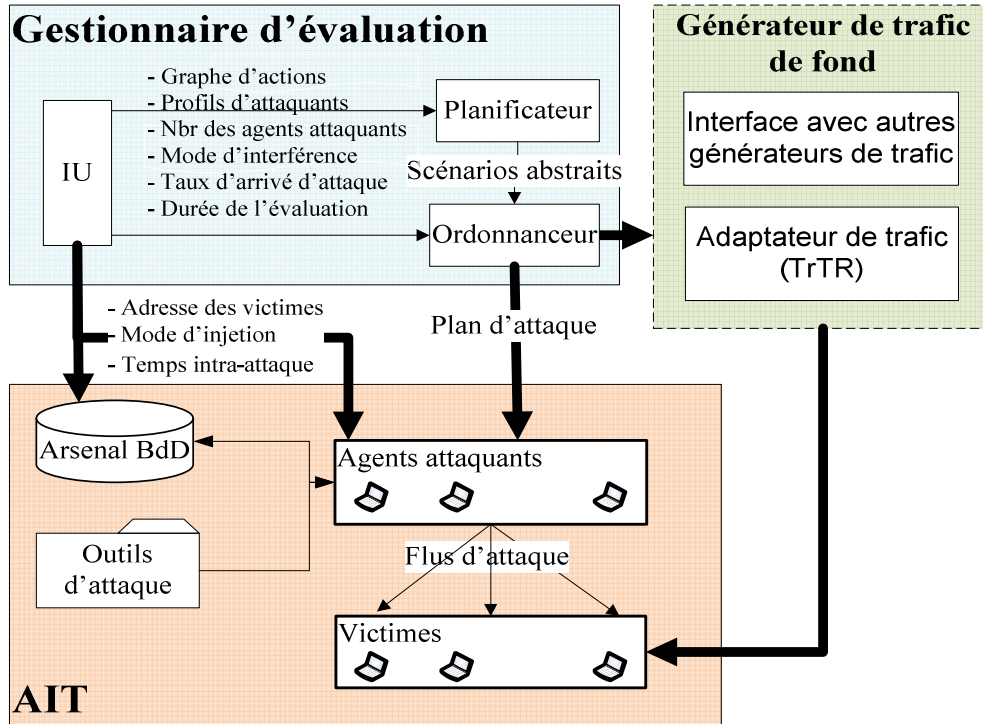 Gestionnaire d'évaluation
- Graphe d'actions
- Profils d'attaquants
- Nbr des agents attaquants
- Mode d'interférence
- Taux d'arrivé d'attaque
- Durée de l'évaluation
IU
Planificateur
Scénarios abstraits
Ordonnanceur
Générateur de trafic
de fond
Interface avec autres
générateurs de trafic
Adaptateur de trafic
(TrTR)
- Adresse des victimes
- Mode d'injetion
- Temps intra-attaque
Plan d'attaque
Arsenal BdD
Agents attaquants
Outils
d'attaque
Flus d'attaque
Victimes
AIT